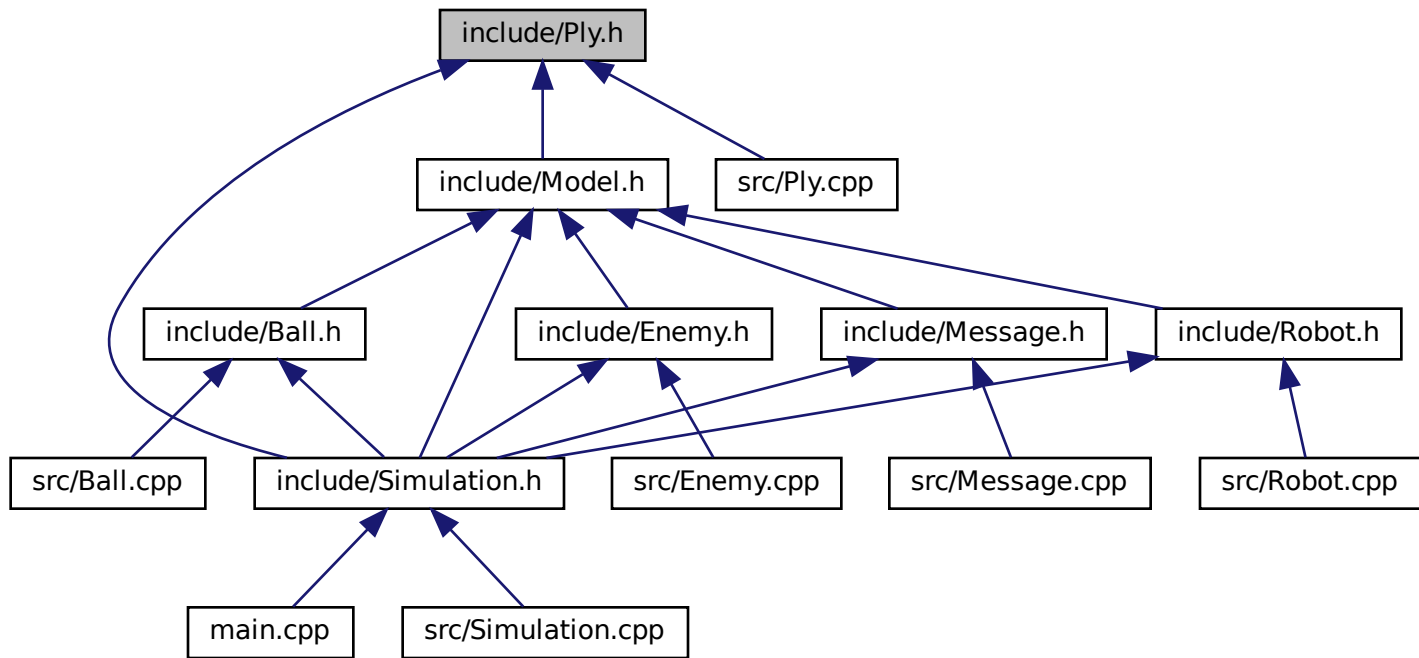 include/Ply.h
include/Model.h
src/Ply.cpp
include/Ball.h
include/Enemy.h
include/Message.h
include/Robot.h
src/Ball.cpp
include/Simulation.h
src/Enemy.cpp
src/Message.cpp
src/Robot.cpp
main.cpp
src/Simulation.cpp